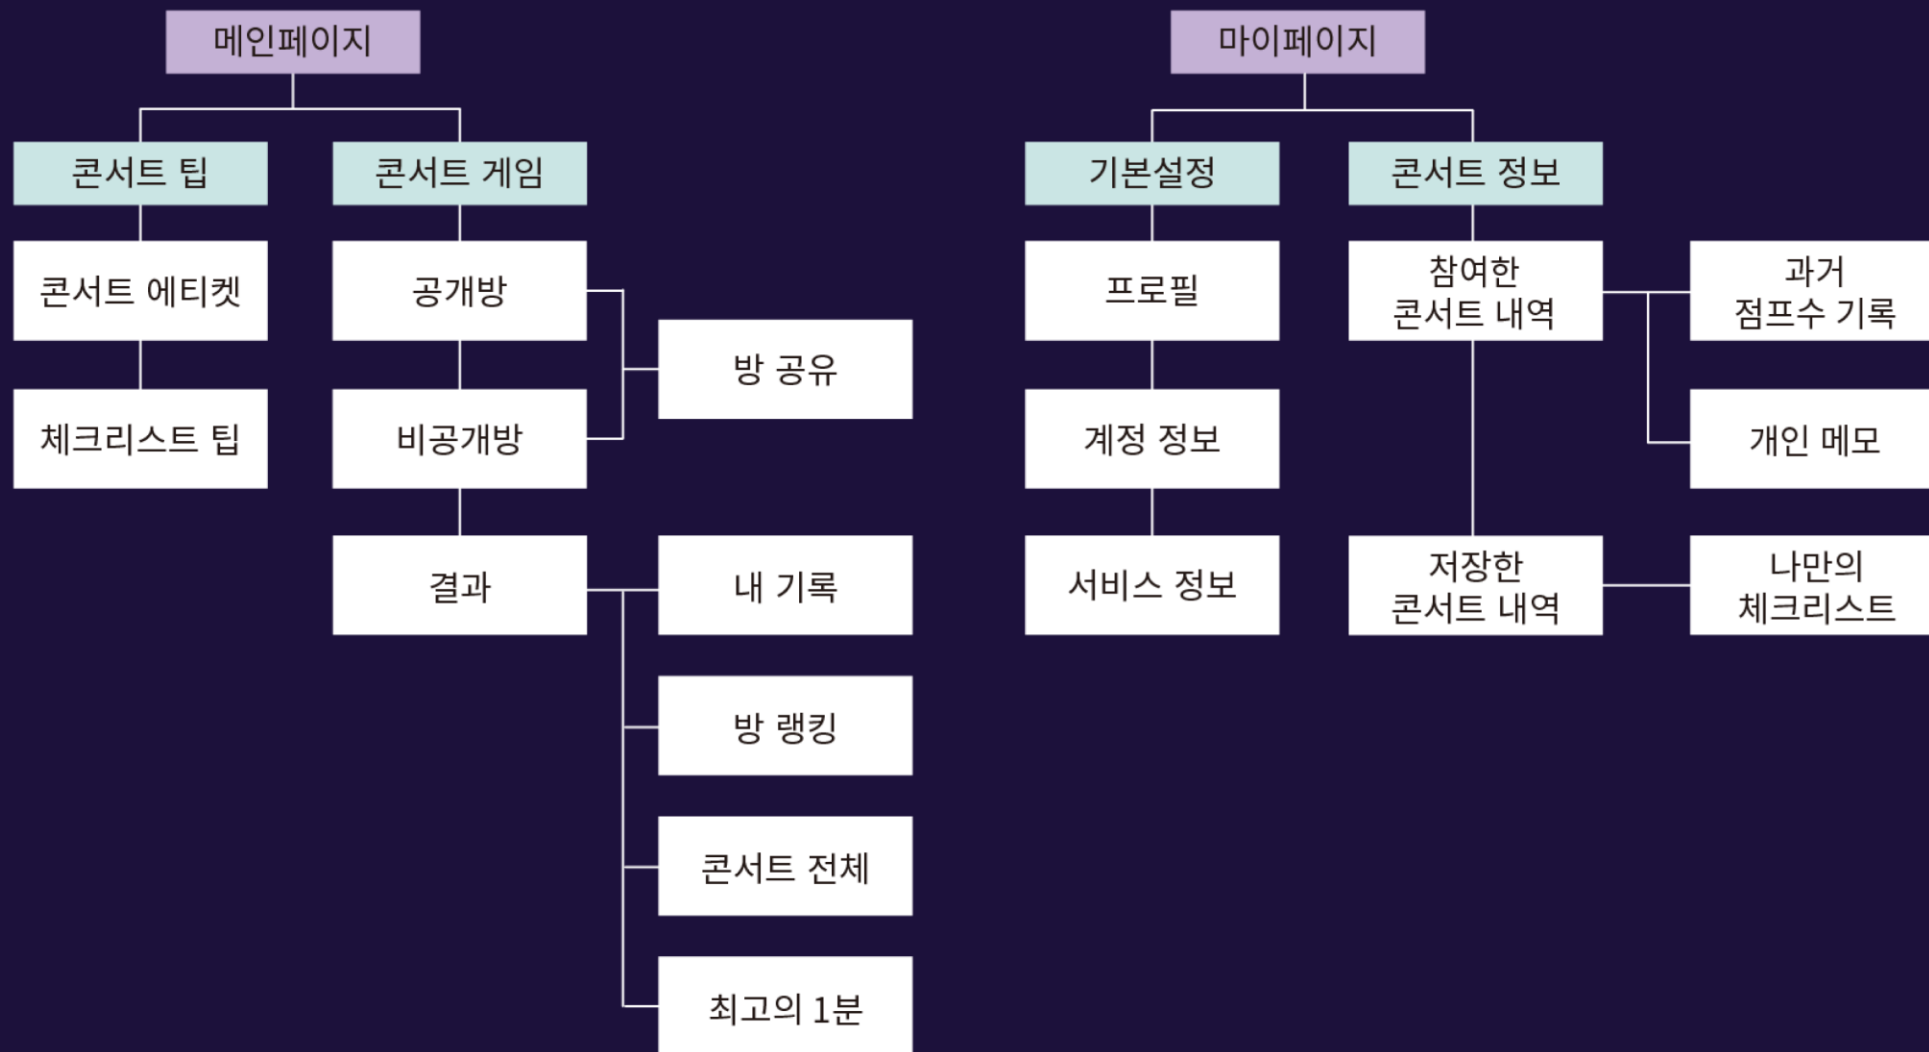 메인페이지
콘서트 팁
콘서트 게임
콘서트 에티켓
체크리스트 팁
공개방
비공개방
방 공유
결과
내 기록
방 랭킹
콘서트 전체
최고의 1분
마이페이지
기본설정
콘서트 정보
프로필
계정 정보
서비스 정보
참여한
콘서트 내역
과거
점프수 기록
개인 메모
저장한
콘서트 내역
나만의
체크리스트